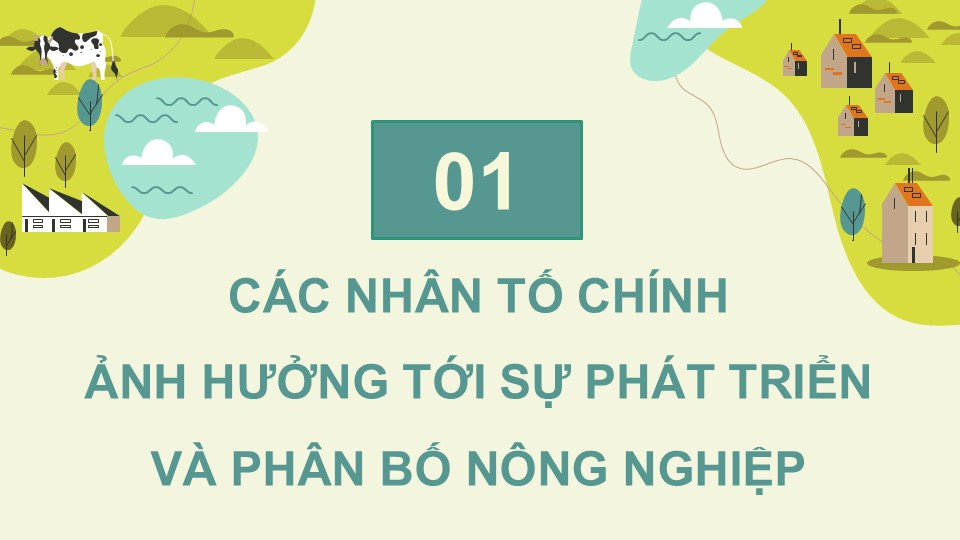 01
CÁC NHÂN TỐ CHÍNH
ẢNH HƯỞNG TỚI SỰ PHÁT TRIỂN
VÀ PHÂN BỐ NÔNG NGHIỆP